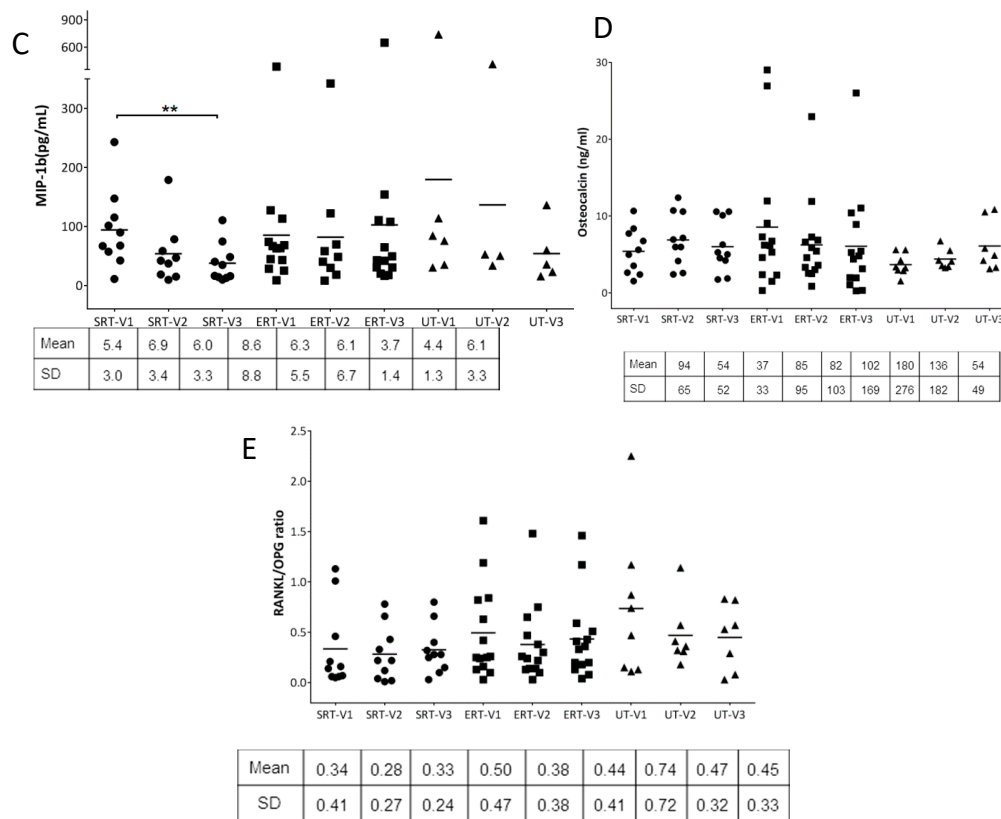 C
MIP-1b(pg/mL)
900
600
300
200
100
0
**
SRT-V1 SRT-V2 SRT-V3 ERT-V1 ERT-V2 ERT-V3 UT-V1 UT-V2 UT-V3
Mean 5.4 6.9 6.0 8.6 6.3 6.1 3.7 4.4 6.1
SD 3.0 3.4 3.3 8.8 5.5 6.7 1.4 1.3 3.3
D
Osteocalcin (ng/ml)
30
20
10
0
SRT-V1 SRT-V2 SRT-V3 ERT-V1 ERT-V2 ERT-V3 UT-V1 UT-V2 UT-V3
Mean 94 54 37 85 82 102 180 136 54
SD 65 52 33 95 103 169 276 182 49
E
RANKL/OPG ratio
2.5
2.0
1.5
1.0
0.5
0.0
SRT-V1 SRT-V2 SRT-V3 ERT-V1 ERT-V2 ERT-V3 UT-V1 UT-V2 UT-V3
Mean 0.34 0.28 0.33 0.50 0.38 0.44 0.74 0.47 0.45
SD 0.41 0.27 0.24 0.47 0.38 0.41 0.72 0.32 0.33